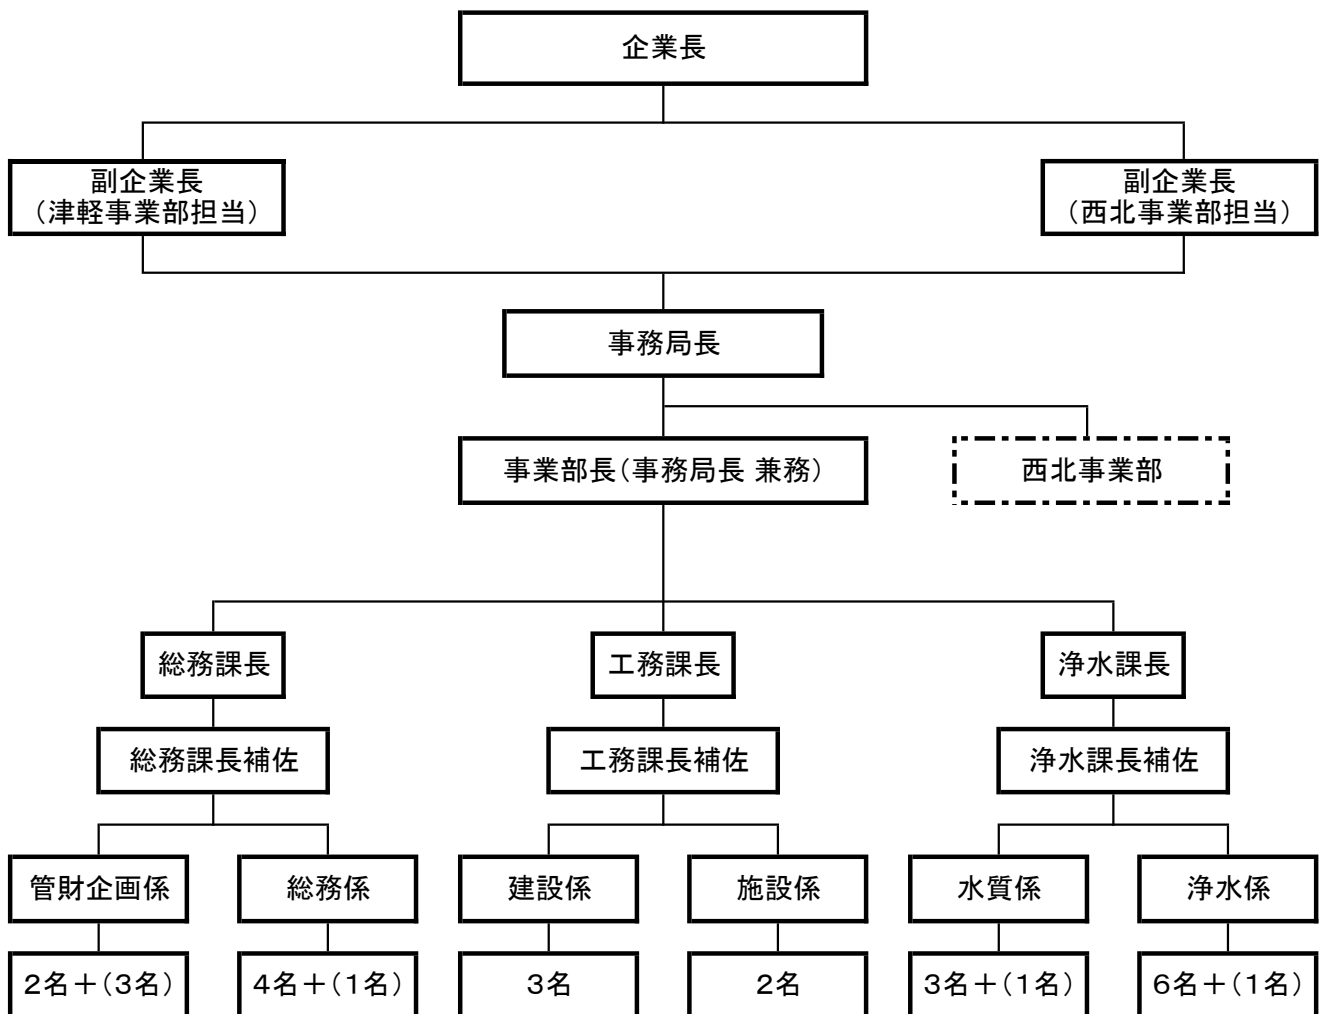 企業長
副企業長
（津軽事業部担当）
副企業長
（西北事業部担当）
事務局長
事業部長（事務局長 兼務）
西北事業部
総務課長
工務課長
浄水課長
総務課長補佐
工務課長補佐
浄水課長補佐
管財企画係
総務係
建設係
施設係
水質係
浄水係
2名＋（3名）
4名＋（1名）
3名
2名
3名＋（1名）
6名＋（1名）